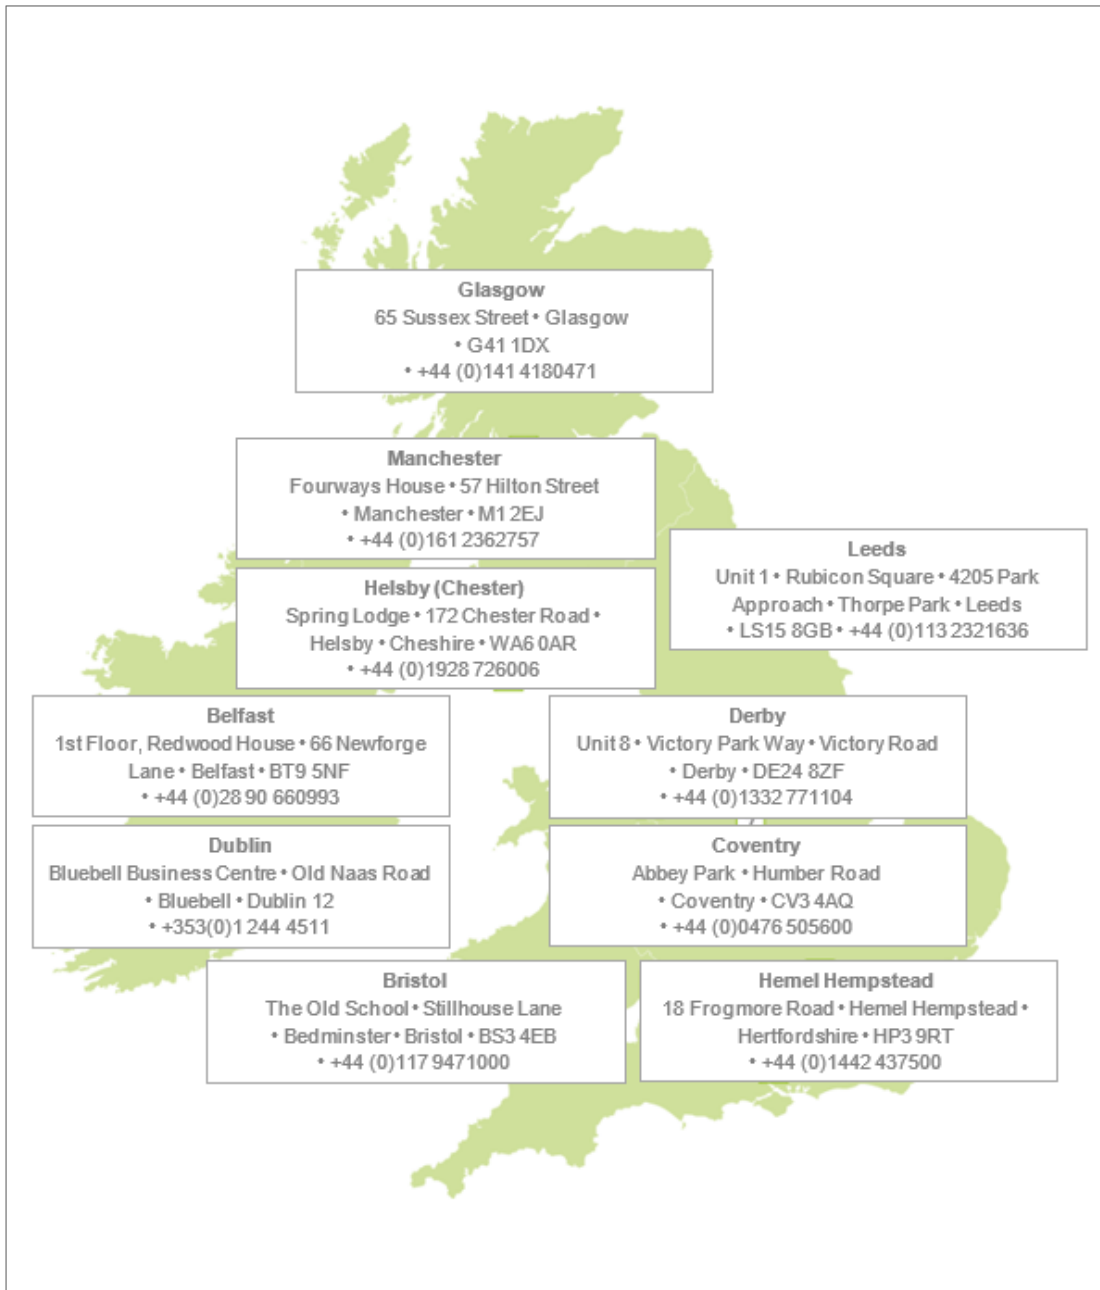 Glasgow
65 Sussex Street • Glasgow
• G41 1DX
• +44 (0)141 4180471
Manchester
Fourways House • 57 Hilton Street
• Manchester • M1 2EJ
• +44 (0)161 2362757
Leeds
Unit 1 • Rubicon Square • 4205 Park
Approach • Thorpe Park • Leeds
• LS15 8GB • +44 (0)113 2321636
Helsby (Chester)
Spring Lodge • 172 Chester Road •
Helsby • Cheshire • WA6 0AR
• +44 (0)1928 726006
Belfast
1st Floor, Redwood House • 66 Newforge
Lane • Belfast • BT9 5NF
• +44 (0)28 90 660993
Derby
Unit 8 • Victory Park Way • Victory Road
• Derby • DE24 8ZF
• +44 (0)1332 771104
Dublin
Bluebell Business Centre • Old Naas Road
• Bluebell • Dublin 12
• +353(0)1 244 4511
Coventry
Abbey Park • Humber Road
• Coventry • CV3 4AQ
• +44 (0)0476 505600
Bristol
The Old School • Stillhouse Lane
• Bedminster • Bristol • BS3 4EB
• +44 (0)117 9471000
Hemel Hempstead
18 Frogmore Road • Hemel Hempstead •
Hertfordshire • HP3 9RT
• +44 (0)1442 437500